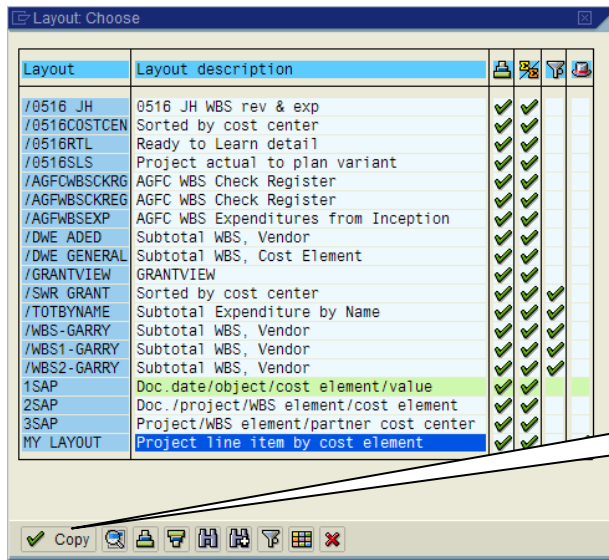 Layout: Choose
Layout Layout description
/0516 JH 0516 JH WBS rev & exp
/0516COSTCEN Sorted by cost center
/0516RTL Ready to Learn detail
/0516SLS Project actual to plan variant
/AGFCWBSCKRG AGFC WBS Check Register
/AGFWBSCKREG AGFC WBS Check Register
/AGFWBSEXP AGFC WBS Expenditures from Inception
/DWE ADED Subtotal WBS, Vendor
/DWE GENERAL Subtotal WBS, Cost Element
/GRANTVIEW GRANTVIEW
/SWR GRANT Sorted by cost center
/TOTBYNAME Subtotal Expenditure by Name
/WBS-GARRY Subtotal WBS, Vendor
/WBS1-GARRY Subtotal WBS, Vendor
/WBS2-GARRY Subtotal WBS, Vendor
1SAP Doc.date/object/cost element/value
2SAP Doc./project/WBS element/cost element
3SAP Project/WBS element/partner cost center
MY LAYOUT Project line item by cost element
Copy